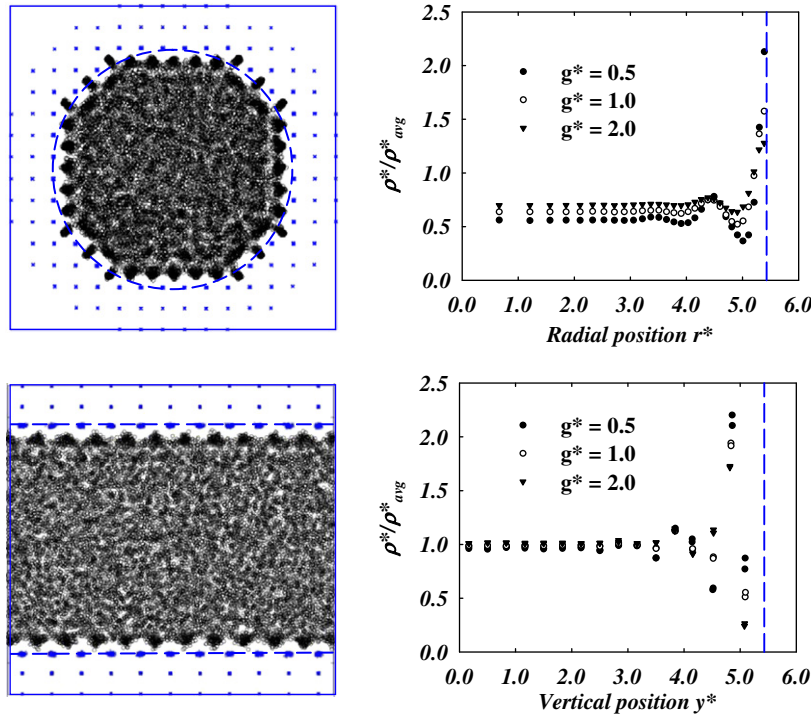 2.5
2.0
1.5
1.0
0.5
0.0
ρ*/ρ*avg
g* = 0.5
g* = 1.0
g* = 2.0
0.0 1.0 2.0 3.0 4.0 5.0 6.0
Radial position r*
2.5
2.0
1.5
1.0
0.5
0.0
ρ*/ρ*avg
g* = 0.5
g* = 1.0
g* = 2.0
0.0 1.0 2.0 3.0 4.0 5.0 6.0
Vertical position y*